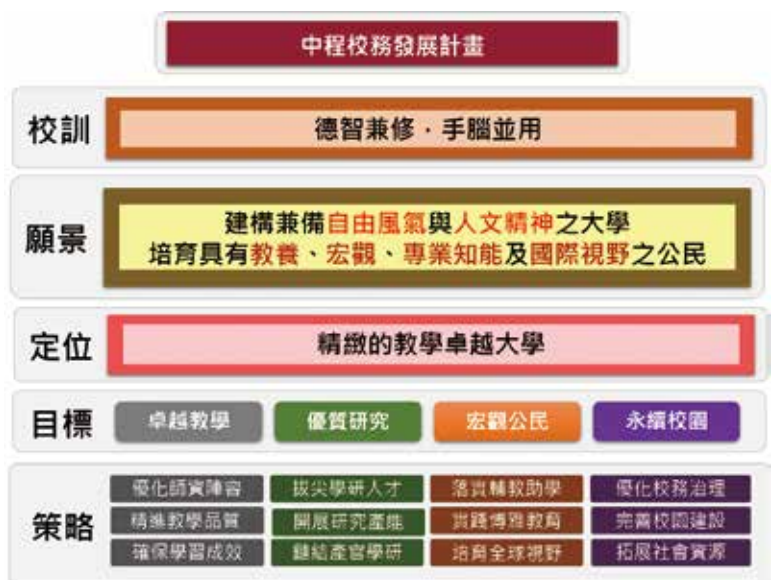 中程校務發展計畫
校訓
德智兼修．手腦並用
願景
建構兼備自由風氣與人文精神之大學
培育具有教養、宏觀、專業知能及國際視野之公民
定位
精緻的教學卓越大學
目標
卓越教學 優質研究 宏觀公民 永續校園
策略
優化師資陣容 拔尖學研人才 落實輔教助學 優化校務治理
精進教學品質 開展研究產能 實踐博雅教育 完善校園建設
確保學習成效 鏈結產官學研 培育全球視野 拓展社會資源